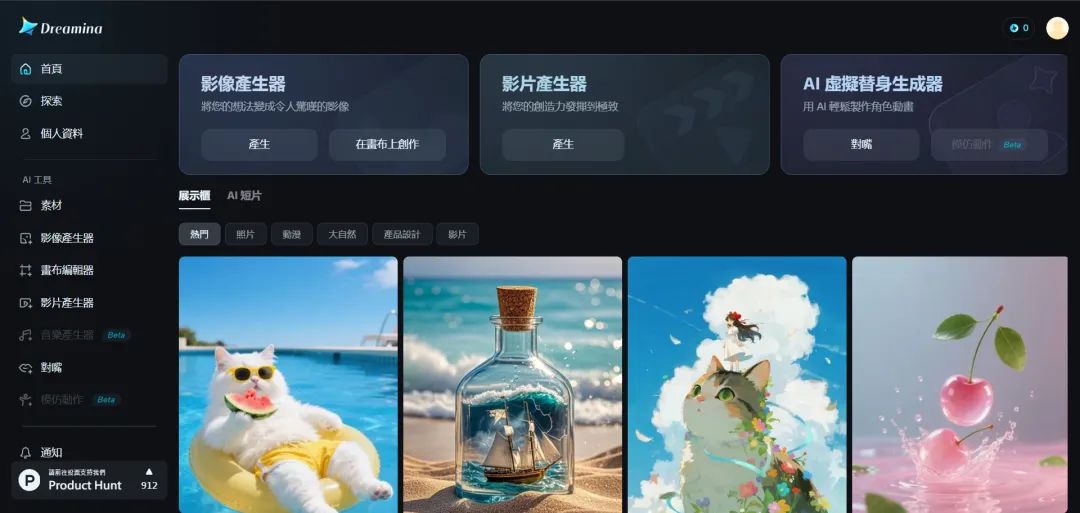 Dreamina
0
首頁
探索
個人資料
AI 工具
素材
影像產生器
畫布編輯器
影片產生器
音樂產生器 Beta
對嘴
模仿動作 Beta
通知
請前往投票支持我們
Product Hunt 912
影像產生器
將您的想法變成令人驚嘆的影像
產生 在畫布上創作
影片產生器
將您的創造力發揮到極致
產生
AI 虛擬替身生成器
用 AI 輕鬆製作角色動畫
對嘴 模仿動作 Beta
展示櫃 AI 短片
熱門 照片 動漫 大自然 產品設計 影片